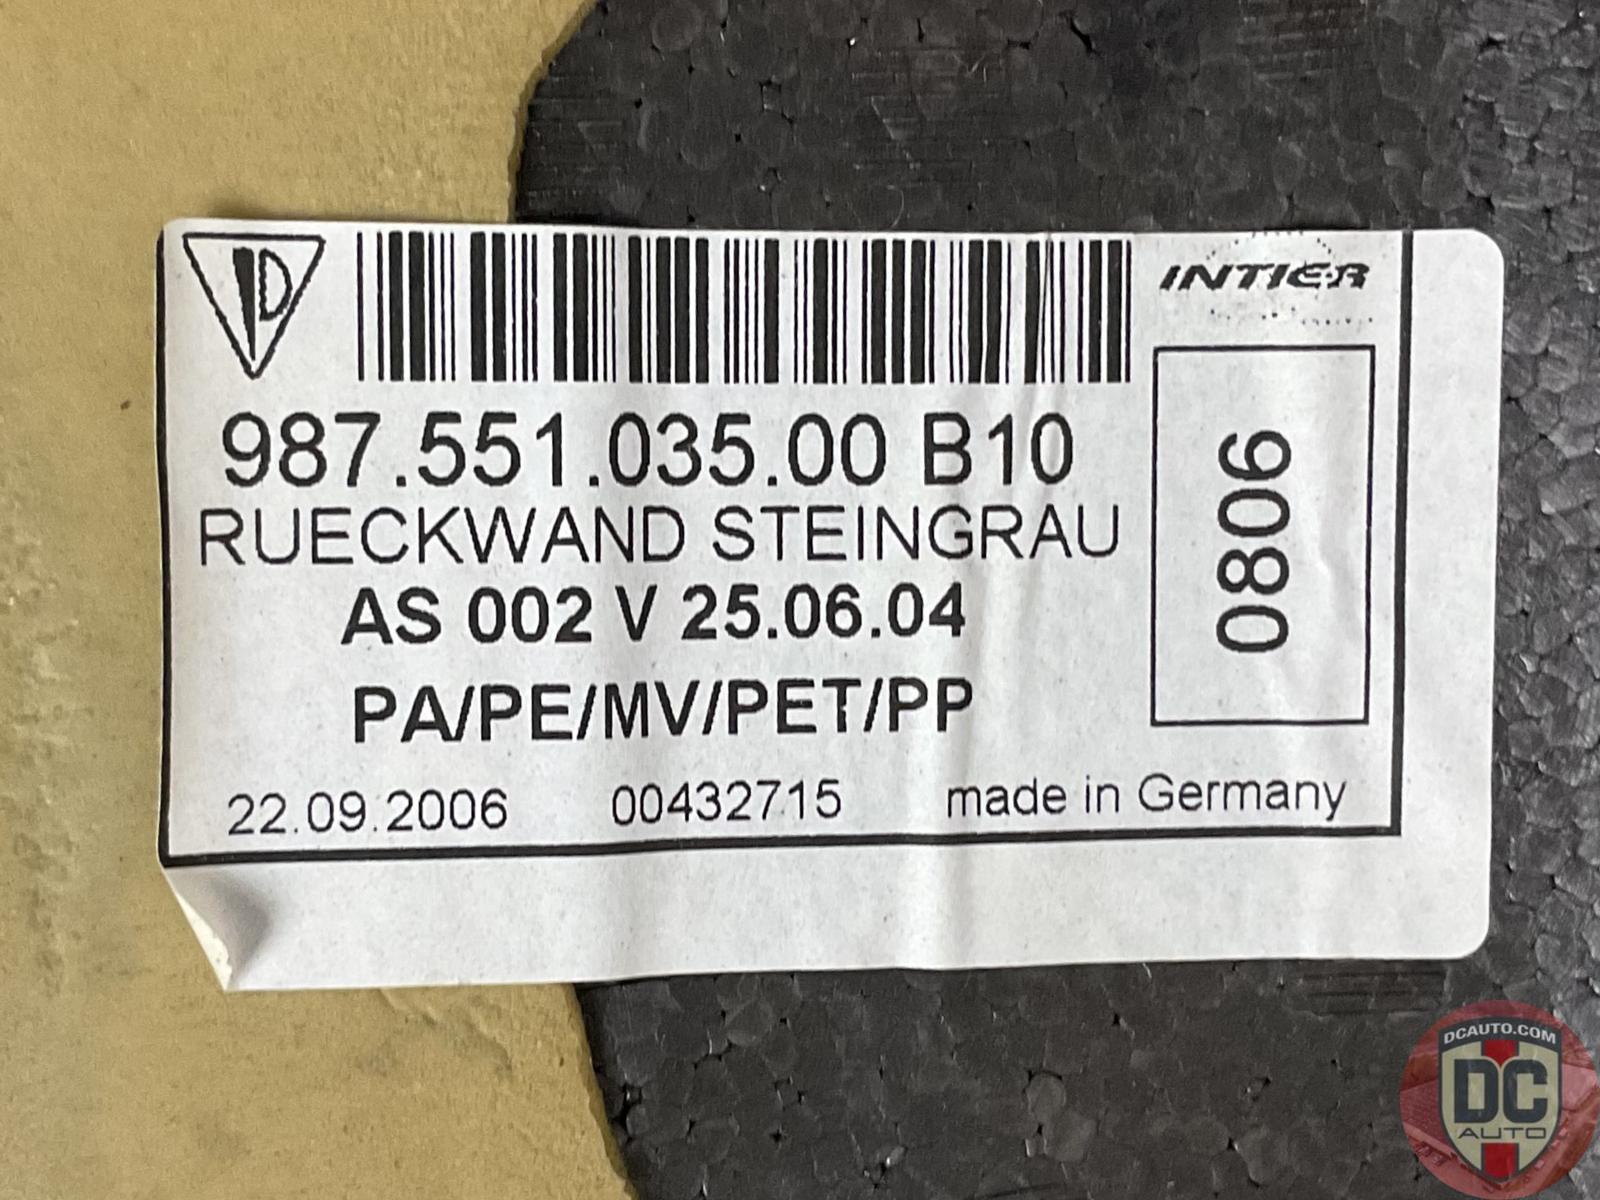 INTIER
987.551.035.00 B10
RUECKWAND STEINGRAU
AS 002 V 25.06.04
PA/PE/MV/PET/PP
0806
22.09.2006 00432715 made in Germany
DCAUTO.COM
DC
AUTO